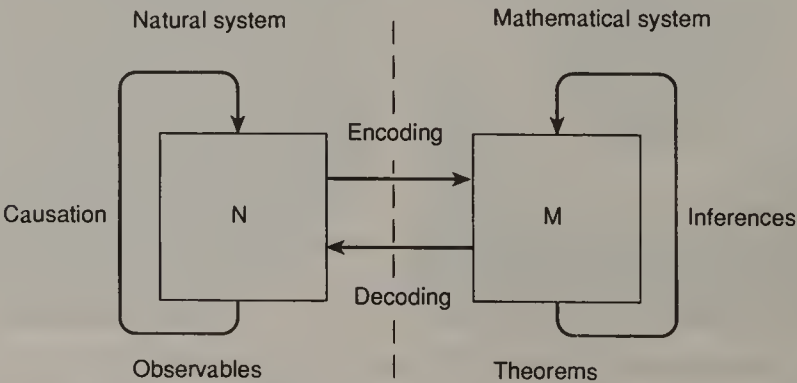 Natural system
Mathematical system
Encoding
Causation
N
M
Inferences
Decoding
Observables
Theorems